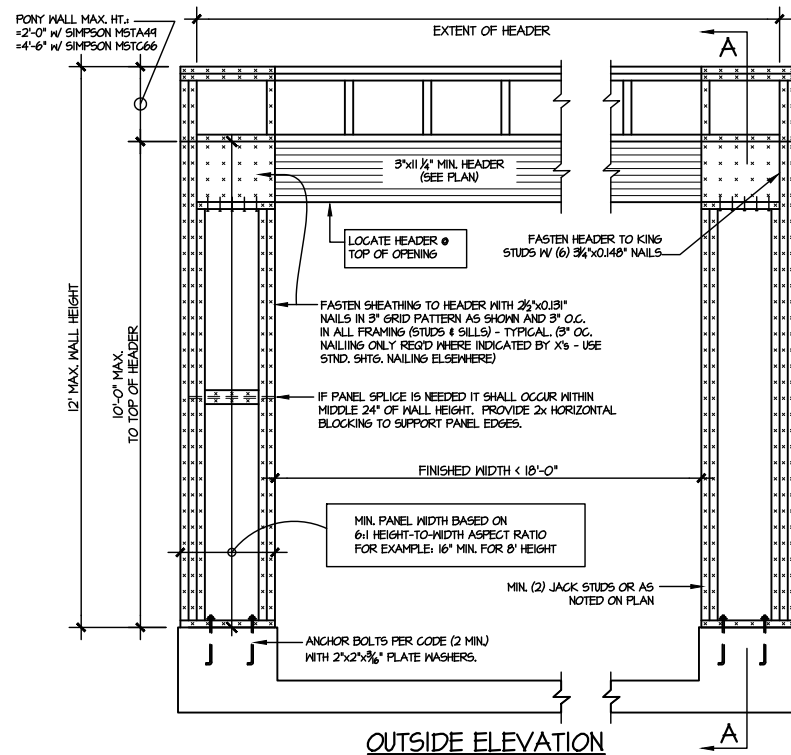 PONY WALL MAX. HT.:
=2'-0" W/ SIMPSON MSTA49
=4'-6" W/ SIMPSON MSTC66
EXTENT OF HEADER
A
3"x11 1/4" MIN. HEADER
(SEE PLAN)
LOCATE HEADER @
TOP OF OPENING
FASTEN HEADER TO KING
STUDS W/ (6) 3 1/4"x0.148" NAILS
12' MAX. WALL HEIGHT
10'-0" MAX.
TO TOP OF HEADER
FASTEN SHEATHING TO HEADER WITH 2 1/2"x0.131"
NAILS IN 3" GRID PATTERN AS SHOWN AND 3" O.C.
IN ALL FRAMING (STUDS & SILLS) - TYPICAL. (3" OC.
NAILIING ONLY REQ'D WHERE INDICATED BY X's - USE
STND. SHTG. NAILING ELSEWHERE)
IF PANEL SPLICE IS NEEDED IT SHALL OCCUR WITHIN
MIDDLE 24" OF WALL HEIGHT. PROVIDE 2x HORIZONTAL
BLOCKING TO SUPPORT PANEL EDGES.
FINISHED WIDTH < 18'-0"
MIN. PANEL WIDTH BASED ON
6:1 HEIGHT-TO-WIDTH ASPECT RATIO
FOR EXAMPLE: 16" MIN. FOR 8' HEIGHT
MIN. (2) JACK STUDS OR AS
NOTED ON PLAN
ANCHOR BOLTS PER CODE (2 MIN.)
WITH 2"x2"x3/16" PLATE WASHERS.
OUTSIDE ELEVATION
A